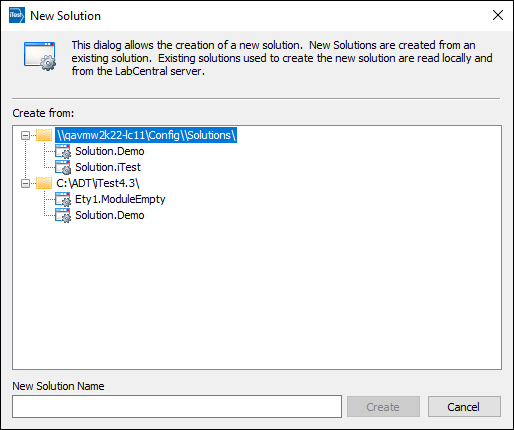 iTest New Solution
This dialog allows the creation of a new solution. New Solutions are created from an
existing solution. Existing solutions used to create the new solution are read locally and
from the LabCentral server.
Create from:
\\qavmw2k22-lc11\Config\\Solutions\
Solution.Demo
Solution.iTest
C:\ADT\iTest4.3\
Ety1.ModuleEmpty
Solution.Demo
New Solution Name
Create Cancel